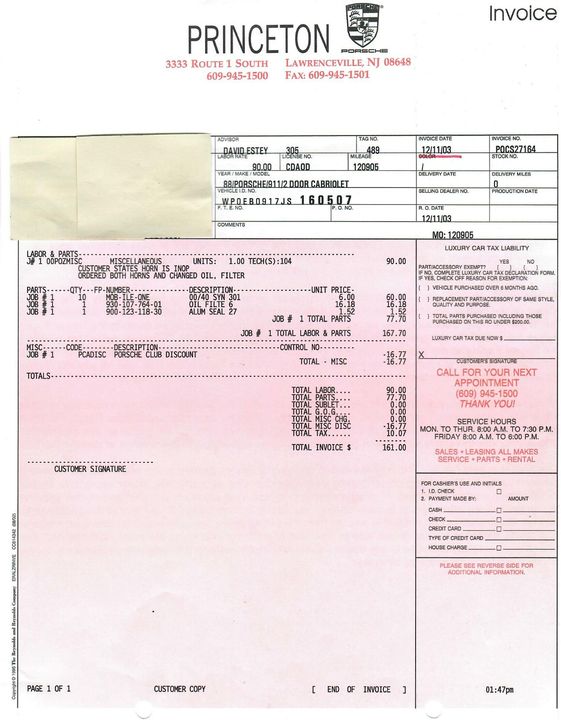 Invoice
PRINCETON
PORSCHE
3333 ROUTE 1 SOUTH LAWRENCEVILLE, NJ 08648
609-945-1500 FAX: 609-945-1501
ADVISOR TAG NO. INVOICE DATE INVOICE NO.
DAVID ESTEY 305 489 12/11/03 POCS27164
LABOR RATE LICENSE NO. MILEAGE COLOR STOCK NO.
90.00 CDAOD 120905 /
YEAR / MAKE / MODEL DELIVERY DATE DELIVERY MILES
88/PORSCHE/911/2 DOOR CABRIOLET 0
VEHICLE I.D. NO. SELLING DEALER NO. PRODUCTION DATE
WP0EB0917JS 160507
F. T. E. NO. P. O. NO. R. O. DATE
12/11/03
COMMENTS
MO: 120905
LABOR & PARTS
J# 1 00POZMISC MISCELLANEOUS UNITS: 1.00 TECH(S):104 90.00
CUSTOMER STATES HORN IS INOP
ORDERED BOTH HORNS AND CHANGED OIL, FILTER
PARTS------QTY---FP-NUMBER---------DESCRIPTION---------UNIT PRICE-
JOB # 1 10 MOB-ILE-ONE 00/40 SYN 301 6.00 60.00
JOB # 1 1 930-107-764-01 OIL FILTE 6 16.18 16.18
JOB # 1 1 900-123-118-30 ALUM SEAL 27 1.52 1.52
JOB # 1 TOTAL PARTS 77.70
JOB # 1 TOTAL LABOR & PARTS 167.70
MISC------CODE------DESCRIPTION---------CONTROL NO---------
JOB # 1 PCADISC PORSCHE CLUB DISCOUNT -16.77
TOTAL - MISC -16.77
TOTALS
TOTAL LABOR.... 90.00
TOTAL PARTS.... 77.70
TOTAL SUBLET... 0.00
TOTAL G.O.G.... 0.00
TOTAL MISC CHG. 0.00
TOTAL MISC DISC -16.77
TOTAL TAX...... 10.07
TOTAL INVOICE $ 161.00
CUSTOMER SIGNATURE
LUXURY CAR TAX LIABILITY
YES NO
PART/ACCESSORY EXEMPT? ( ) ( )
IF NO, COMPLETE LUXURY CAR TAX DECLARATION FORM.
IF YES, CHECK OFF REASON FOR EXEMPTION:
( ) VEHICLE PURCHASED OVER 6 MONTHS AGO.
( ) REPLACEMENT PART/ACCESSORY OF SAME STYLE, QUALITY AND PURPOSE.
( ) TOTAL PARTS PURCHASED INCLUDING THOSE PURCHASED ON THIS RO UNDER $200.00.
LUXURY CAR TAX NOW DUE $
X
CUSTOMER'S SIGNATURE
CALL FOR YOUR NEXT
APPOINTMENT
(609) 945-1500
THANK YOU!
SERVICE HOURS
MON. TO THUR. 8:00 A.M. TO 7:30 P.M.
FRIDAY 8:00 A.M. TO 6:00 P.M.
SALES • LEASING ALL MAKES
SERVICE • PARTS • RENTAL
FOR CASHIER'S USE AND INITIALS
1. I.D. CHECK
2. PAYMENT MADE BY: AMOUNT
CASH
CHECK
CREDIT CARD
TYPE OF CREDIT CARD
HOUSE CHARGE
PLEASE SEE REVERSE SIDE FOR
ADDITIONAL INFORMATION.
PAGE 1 OF 1 CUSTOMER COPY [ END OF INVOICE ] 01:47pm